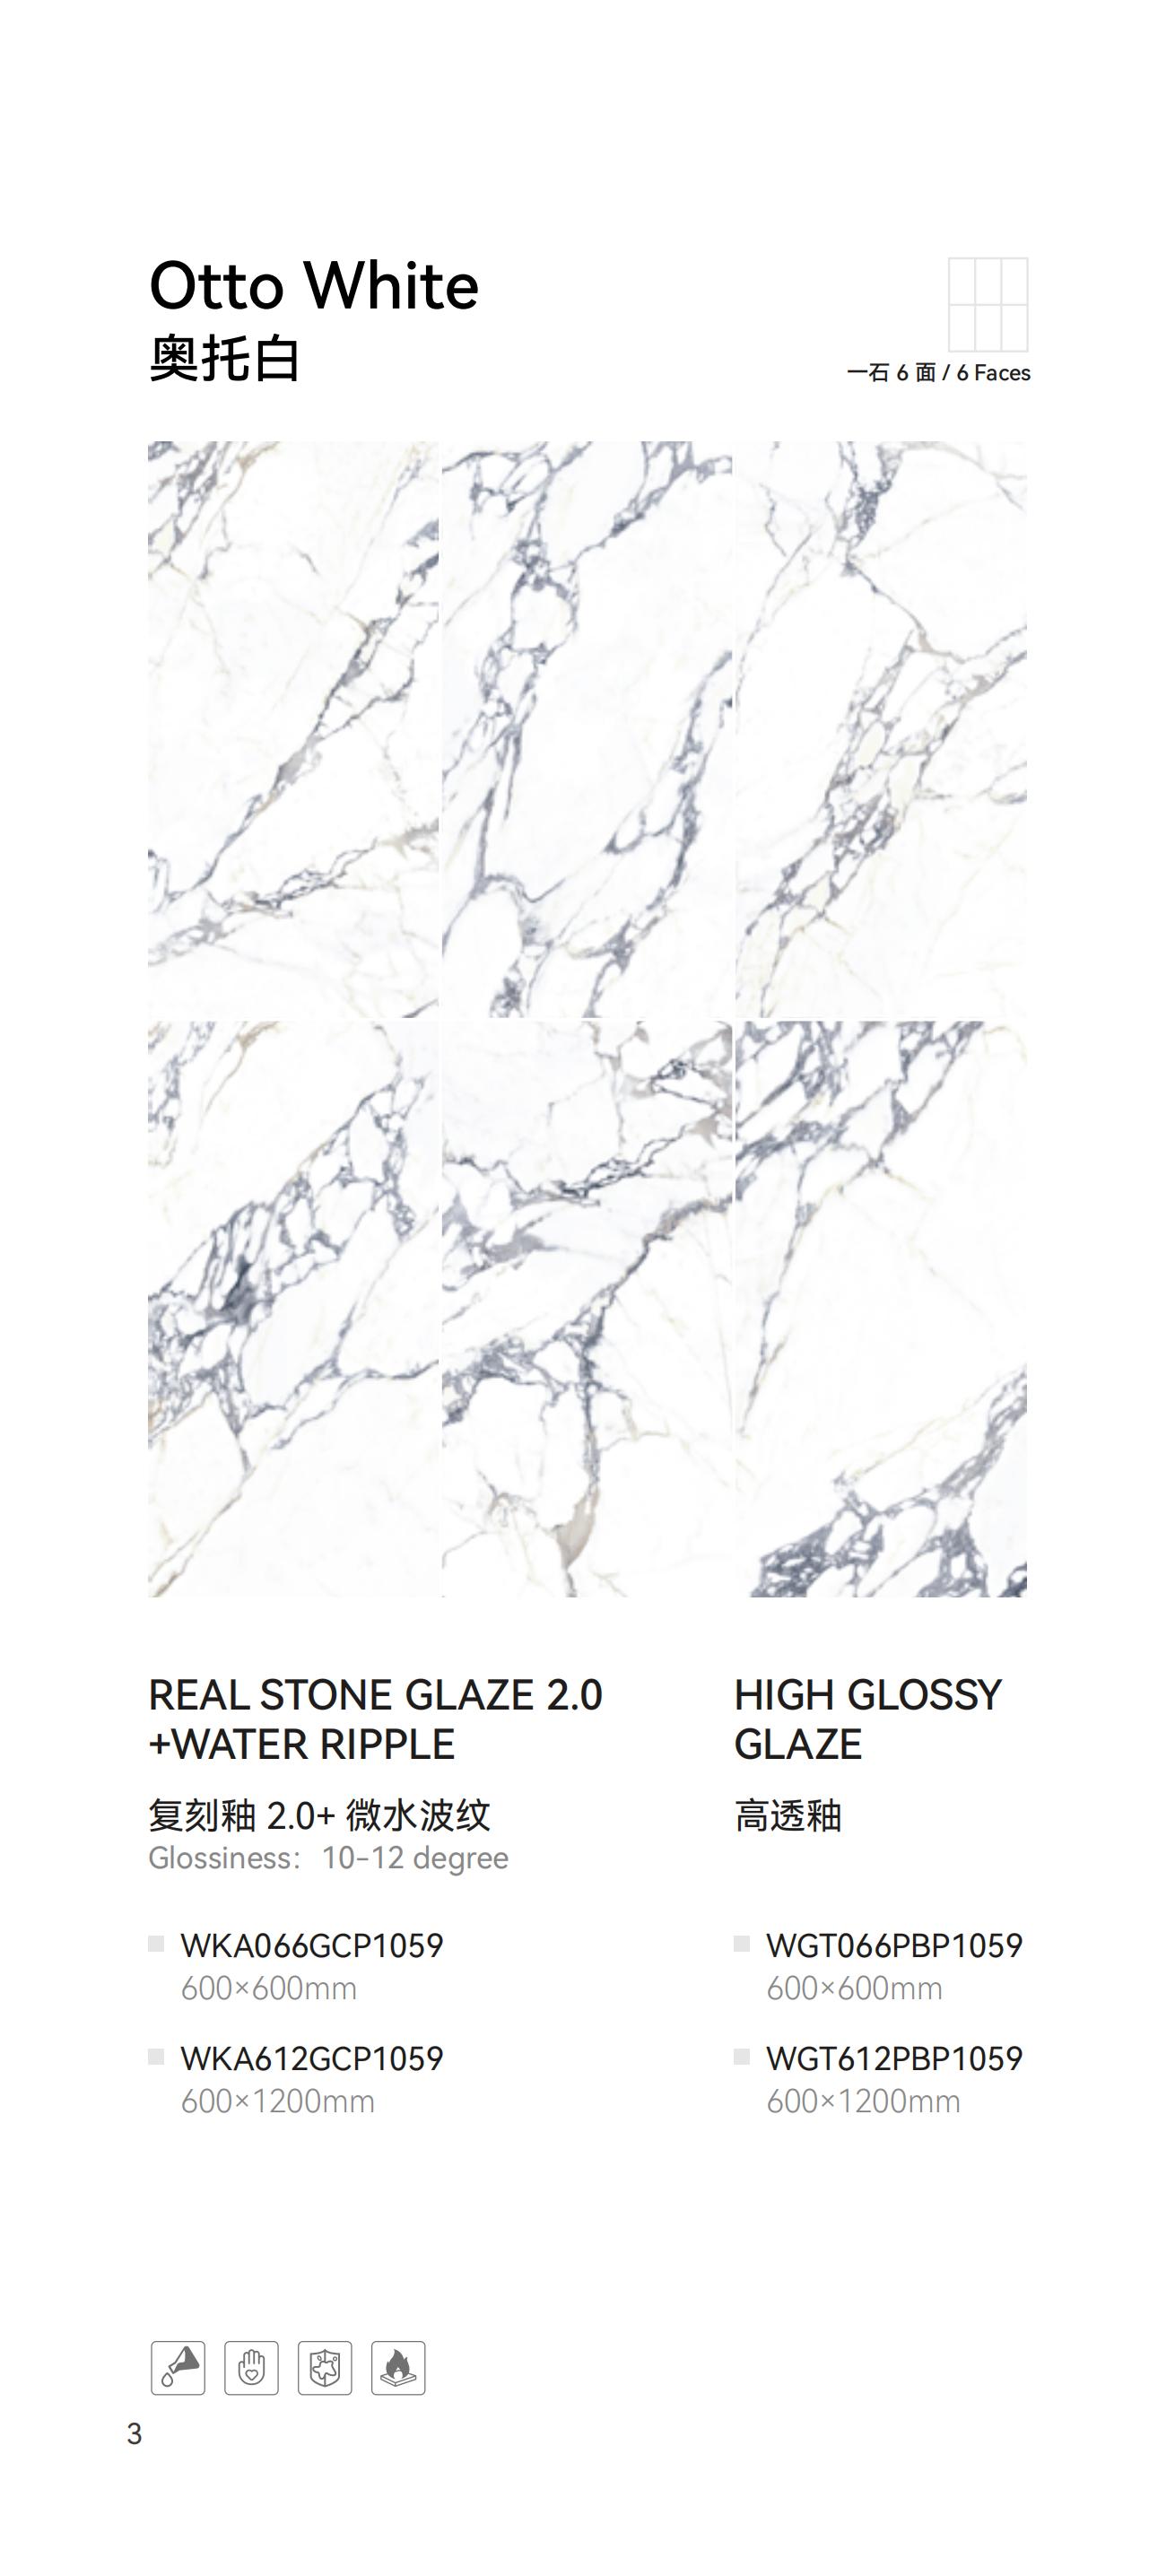 Otto White
奥托白
一石 6 面 / 6 Faces
REAL STONE GLAZE 2.0
+WATER RIPPLE
复刻釉 2.0+ 微水波纹
Glossiness: 10-12 degree
WKA066GCP1059
600×600mm
WKA612GCP1059
600×1200mm
HIGH GLOSSY
GLAZE
高透釉
WGT066PBP1059
600×600mm
WGT612PBP1059
600×1200mm
3